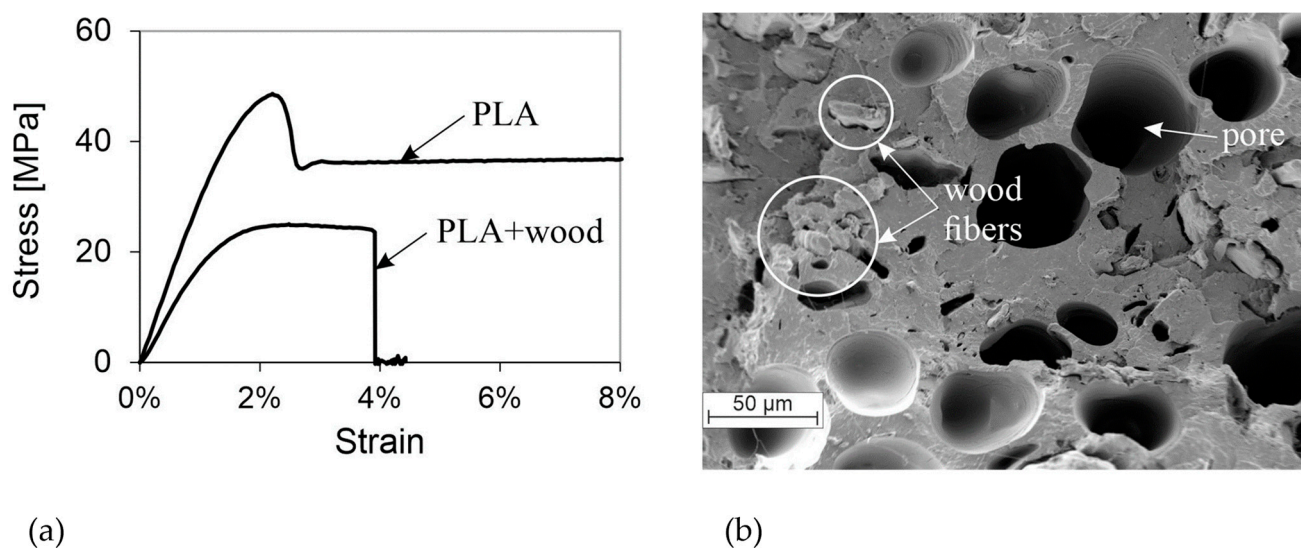 60
40
20
0
Stress [MPa]
PLA
PLA+wood
0%
2%
4%
6%
8%
Strain
pore
wood
fibers
50 μm
(a)
(b)